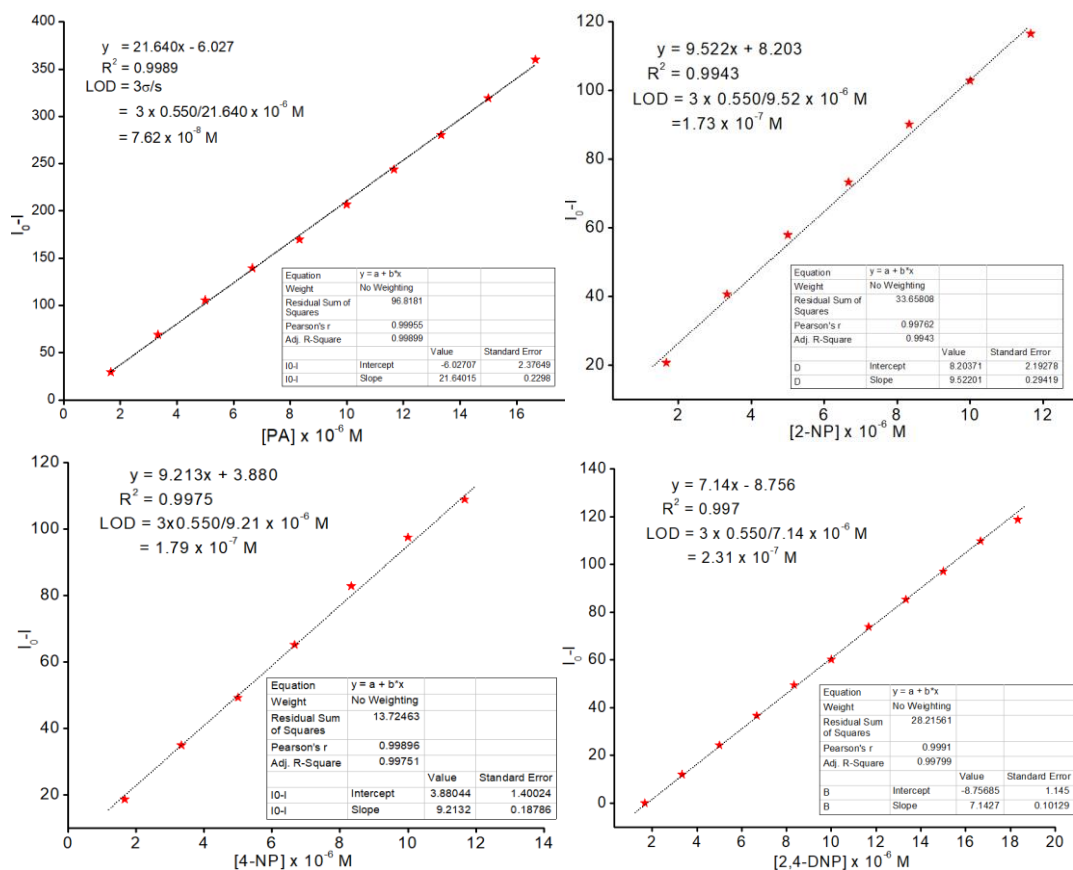 400
350
300
250
200
150
100
50
0
I₀-I
y = 21.640x - 6.027
R² = 0.9989
LOD = 3σ/s
= 3 x 0.550/21.640 x 10⁻⁶ M
= 7.62 x 10⁻⁸ M
Equation y = a + b*x
Weight No Weighting
Residual Sum of Squares 96.8181
Pearson's r 0.99955
Adj. R-Square 0.99899
Value Standard Error
I0-I Intercept -6.02707 2.37649
I0-I Slope 21.64015 0.2298
0 2 4 6 8 10 12 14 16
[PA] x 10⁻⁶ M
120
100
80
60
40
20
I₀-I
y = 9.522x + 8.203
R² = 0.9943
LOD = 3 x 0.550/9.52 x 10⁻⁶ M
=1.73 x 10⁻⁷ M
Equation y = a + b*x
Weight No Weighting
Residual Sum of Squares 33.65808
Pearson's r 0.99762
Adj. R-Square 0.9943
Value Standard Error
D Intercept 8.20371 2.19278
D Slope 9.52201 0.29419
2 4 6 8 10 12
[2-NP] x 10⁻⁶ M
120
100
80
60
40
20
I₀-I
y = 9.213x + 3.880
R² = 0.9975
LOD = 3x0.550/9.21 x 10⁻⁶ M
= 1.79 x 10⁻⁷ M
Equation y = a + b*x
Weight No Weighting
Residual Sum of Squares 13.72463
Pearson's r 0.99896
Adj. R-Square 0.99751
Value Standard Error
I0-I Intercept 3.88044 1.40024
I0-I Slope 9.2132 0.18786
0 2 4 6 8 10 12 14
[4-NP] x 10⁻⁶ M
140
120
100
80
60
40
20
0
I₀-I
y = 7.14x - 8.756
R² = 0.997
LOD = 3 x 0.550/7.14 x 10⁻⁶ M
= 2.31 x 10⁻⁷ M
Equation y = a + b*x
Weight No Weighting
Residual Sum of Squares 28.21561
Pearson's r 0.9991
Adj. R-Square 0.99799
Value Standard Error
B Intercept -8.75685 1.145
B Slope 7.1427 0.10129
2 4 6 8 10 12 14 16 18 20
[2,4-DNP] x 10⁻⁶ M